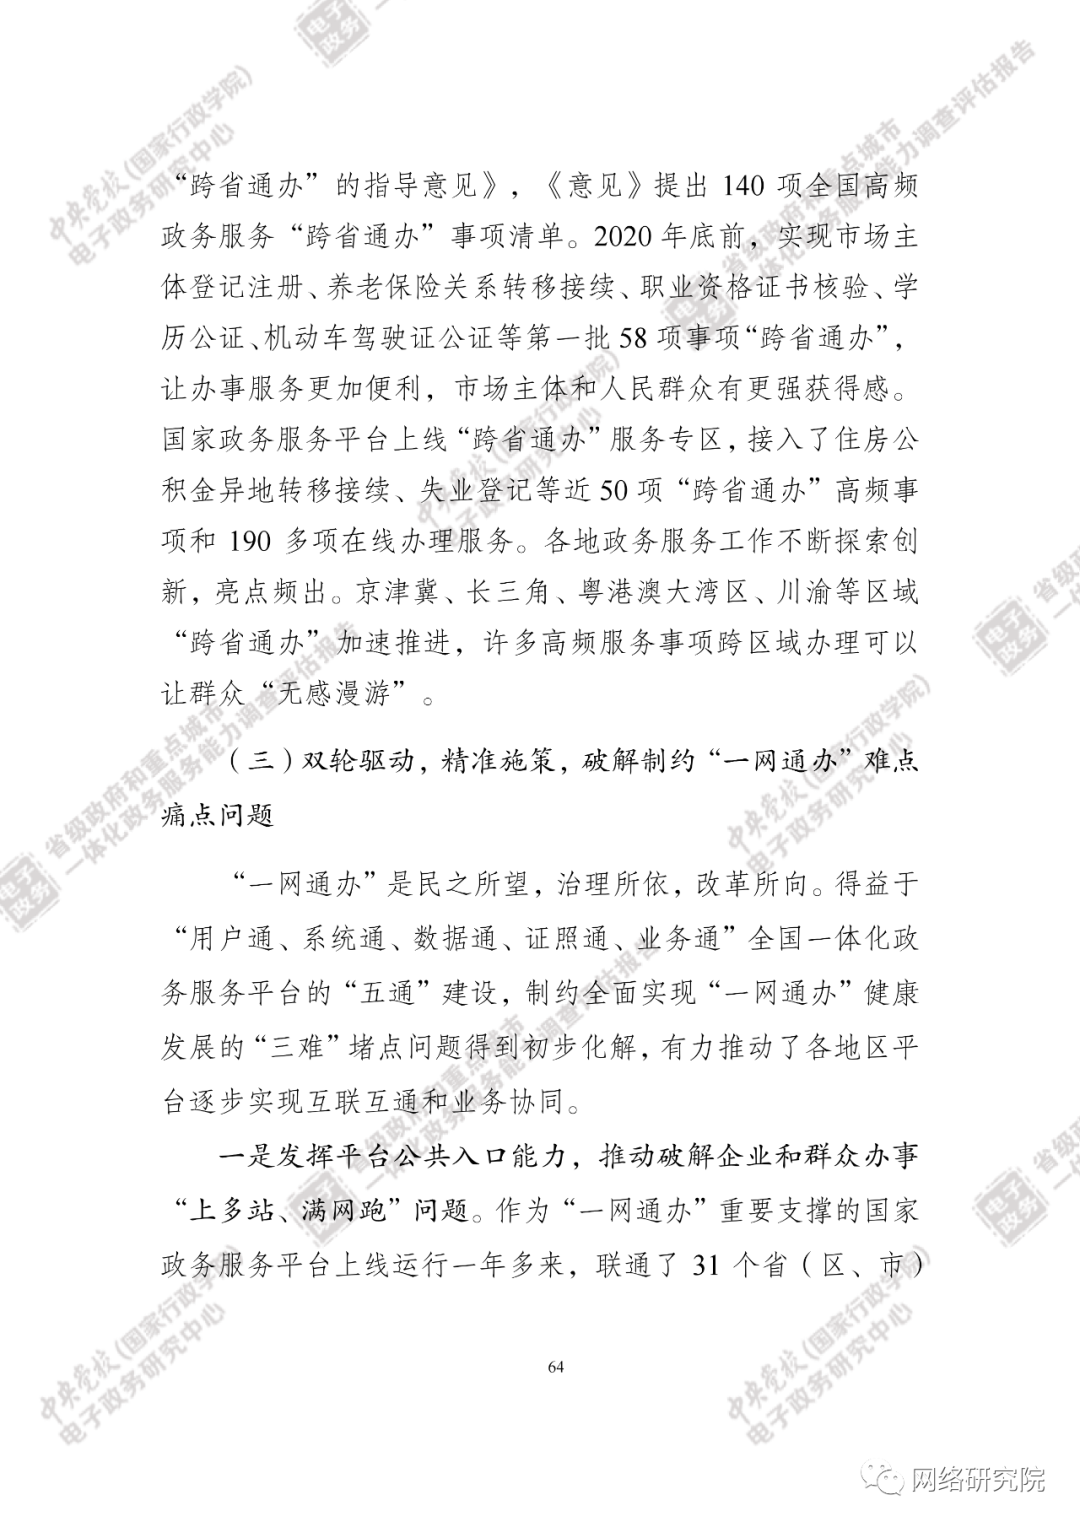 “跨省通办”的指导意见》，《意见》提出 140 项全国高频
政务服务“跨省通办”事项清单。2020 年底前，实现市场主
体登记注册、养老保险关系转移接续、职业资格证书核验、学
历公证、机动车驾驶证公证等第一批 58 项事项“跨省通办”，
让办事服务更加便利，市场主体和人民群众有更强获得感。
国家政务服务平台上线“跨省通办”服务专区，接入了住房公
积金异地转移接续、失业登记等近 50 项“跨省通办”高频事
项和 190 多项在线办理服务。各地政务服务工作不断探索创
新，亮点频出。京津冀、长三角、粤港澳大湾区、川渝等区域
“跨省通办”加速推进，许多高频服务事项跨区域办理可以
让群众“无感漫游”。
（三）双轮驱动，精准施策，破解制约“一网通办”难点
痛点问题
“一网通办”是民之所望，治理所依，改革所向。得益于
“用户通、系统通、数据通、证照通、业务通”全国一体化政
务服务平台的“五通”建设，制约全面实现“一网通办”健康
发展的“三难”堵点问题得到初步化解，有力推动了各地区平
台逐步实现互联互通和业务协同。
一是发挥平台公共入口能力，推动破解企业和群众办事
“上多站、满网跑”问题。作为“一网通办”重要支撑的国家
政务服务平台上线运行一年多来，联通了 31 个省（区、市）
64
中央党校(国家行政学院)
电子政务研究中心
省级政府和重点城市
一体化政务服务能力调查评估报告
电子政务
网络研究院